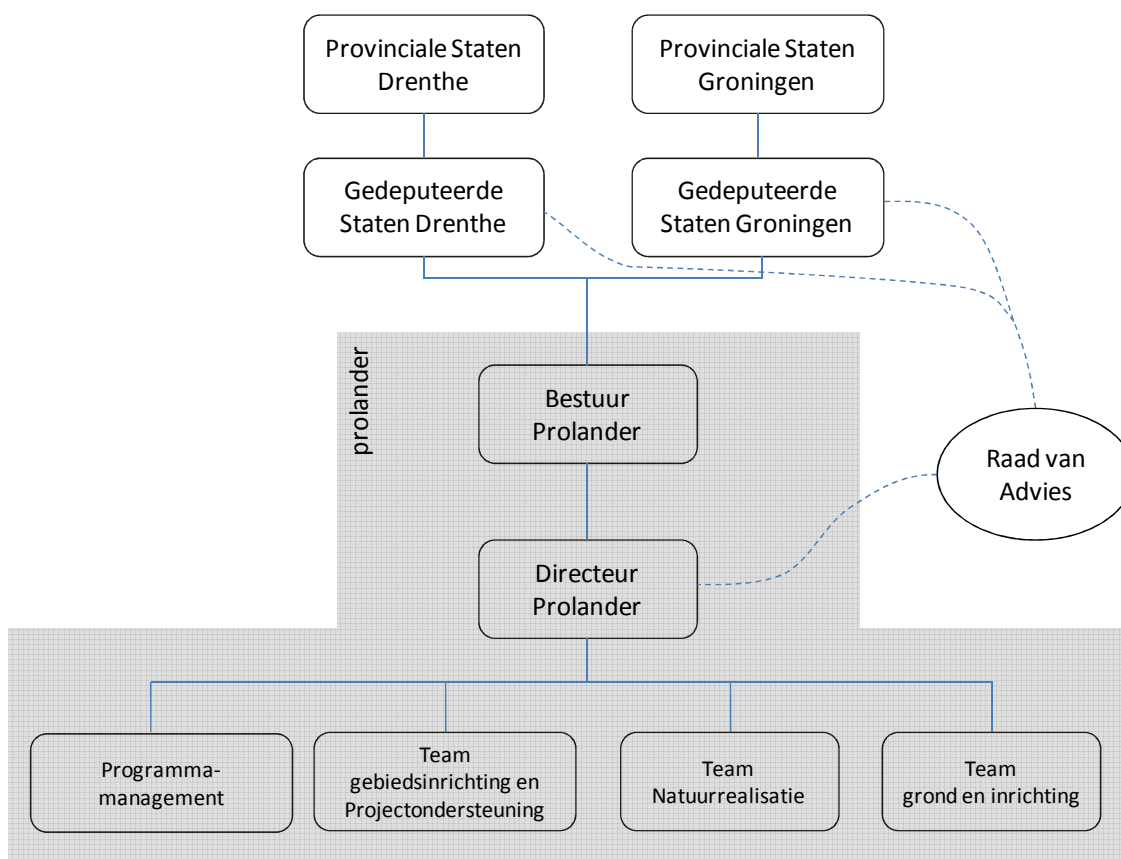 Provinciale Staten
Drenthe
Provinciale Staten
Groningen
Gedeputeerde
Staten Drenthe
Gedeputeerde
Staten Groningen
prolander
Bestuur
Prolander
Raad van
Advies
Directeur
Prolander
Programma-
management
Team
gebiedsinrichting en
Projectondersteuning
Team
Natuurrealisatie
Team
grond en inrichting